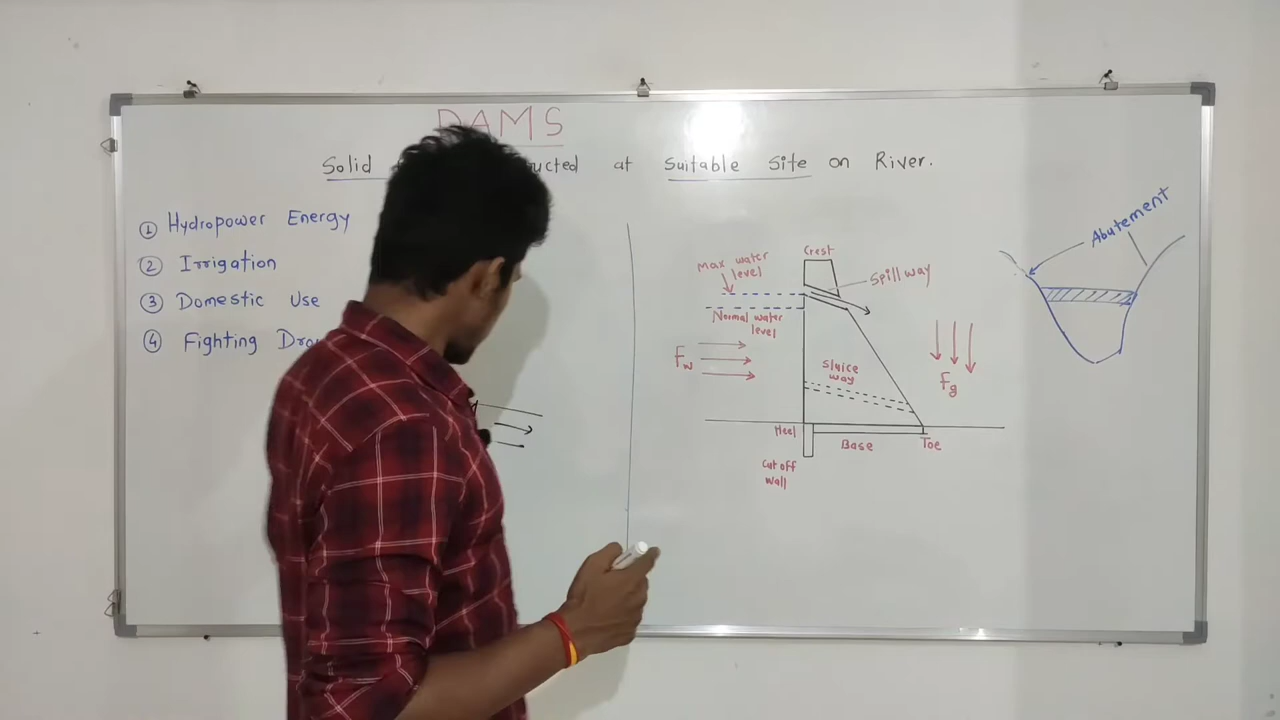 DAMS
Solid at Suitable Site on River.
① Hydropower Energy
② Irrigation
③ Domestic Use
④ Fighting
Crest
Max water
level
Spill way
Normal water
level
Fw
Sluice
way
Fg
Heel
Base
Toe
Cut off
wall
Abutement